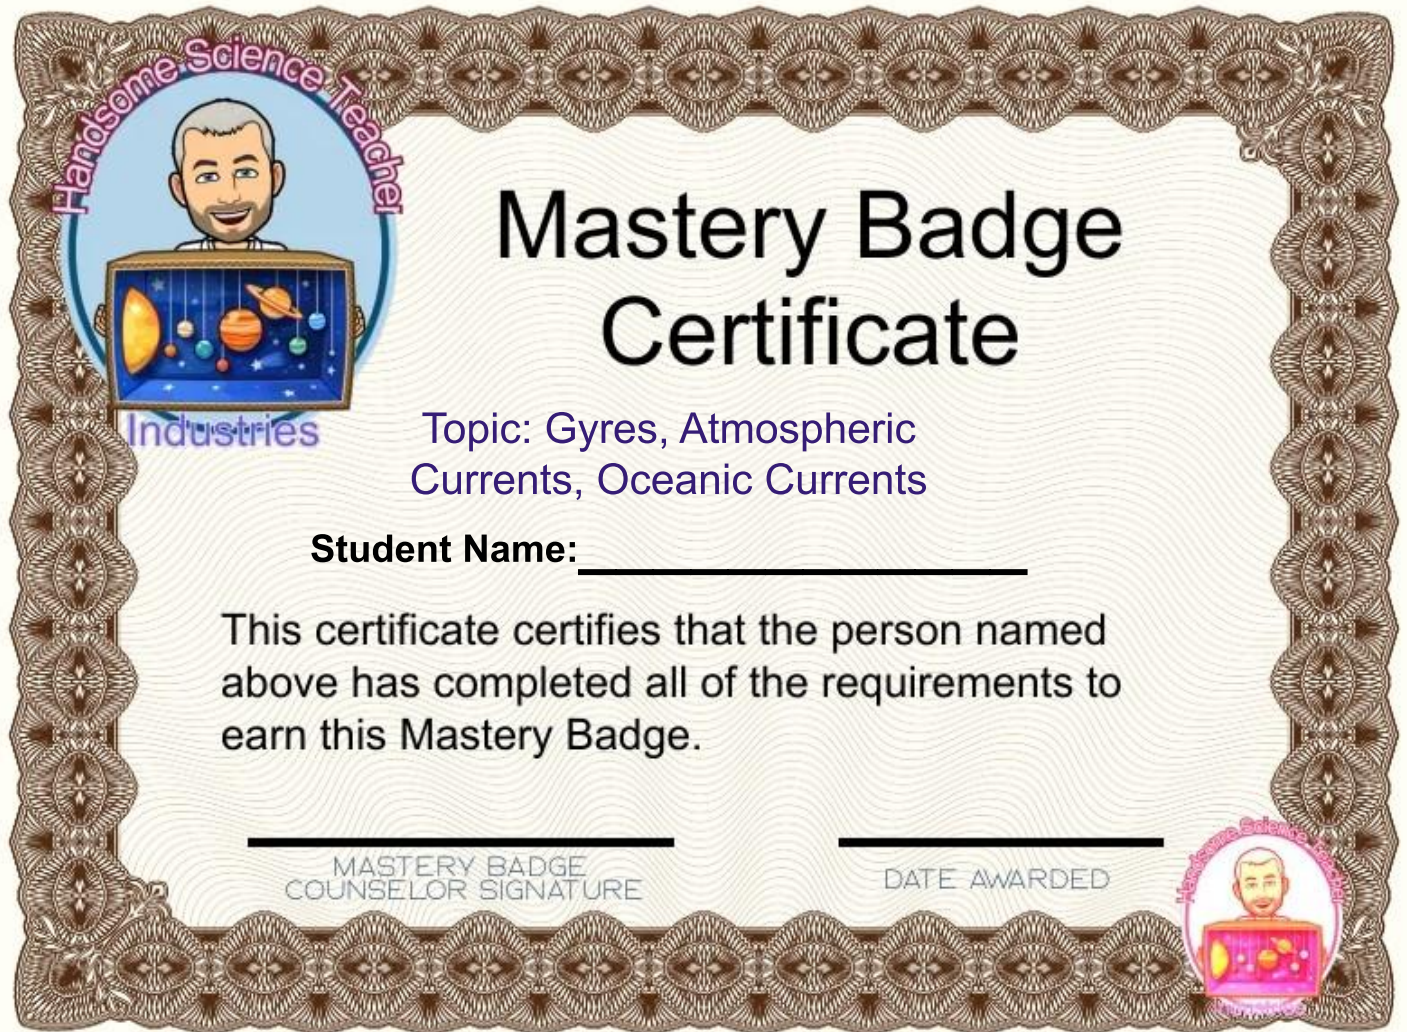 Handsome Science Teacher
Industries
Mastery Badge
Certificate
Topic: Gyres, Atmospheric
Currents, Oceanic Currents
Student Name:
This certificate certifies that the person named
above has completed all of the requirements to
earn this Mastery Badge.
MASTERY BADGE
COUNSELOR SIGNATURE
DATE AWARDED
Handsome Science Teacher
Industries